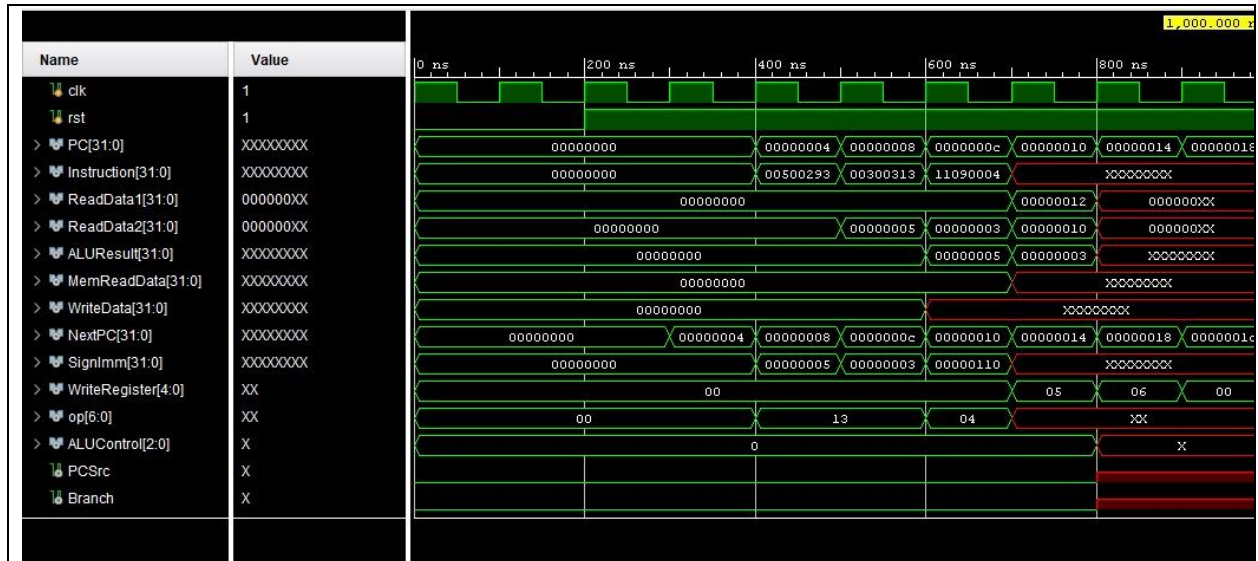 1,000.000 n
Name Value 0 ns 200 ns 400 ns 600 ns 800 ns
clk 1
rst 1
PC[31:0] XXXXXXXX 00000000 00000004 00000008 0000000c 00000010 00000014 00000018
Instruction[31:0] XXXXXXXX 00000000 00500293 00300313 11090004 XXXXXXXX
ReadData1[31:0] 000000XX 00000000 00000012 000000XX
ReadData2[31:0] 000000XX 00000000 00000005 00000003 00000010 000000XX
ALUResult[31:0] XXXXXXXX 00000000 00000005 00000003 XXXXXXXX
MemReadData[31:0] XXXXXXXX 00000000 XXXXXXXX
WriteData[31:0] XXXXXXXX 00000000 XXXXXXXX
NextPC[31:0] XXXXXXXX 00000000 00000004 00000008 0000000c 00000010 00000014 00000018 0000001c
SignImm[31:0] XXXXXXXX 00000000 00000005 00000003 00000110 XXXXXXXX
WriteRegister[4:0] XX 00 05 06 00
op[6:0] XX 00 13 04 XX
ALUControl[2:0] X 0 X
PCSrc X
Branch X